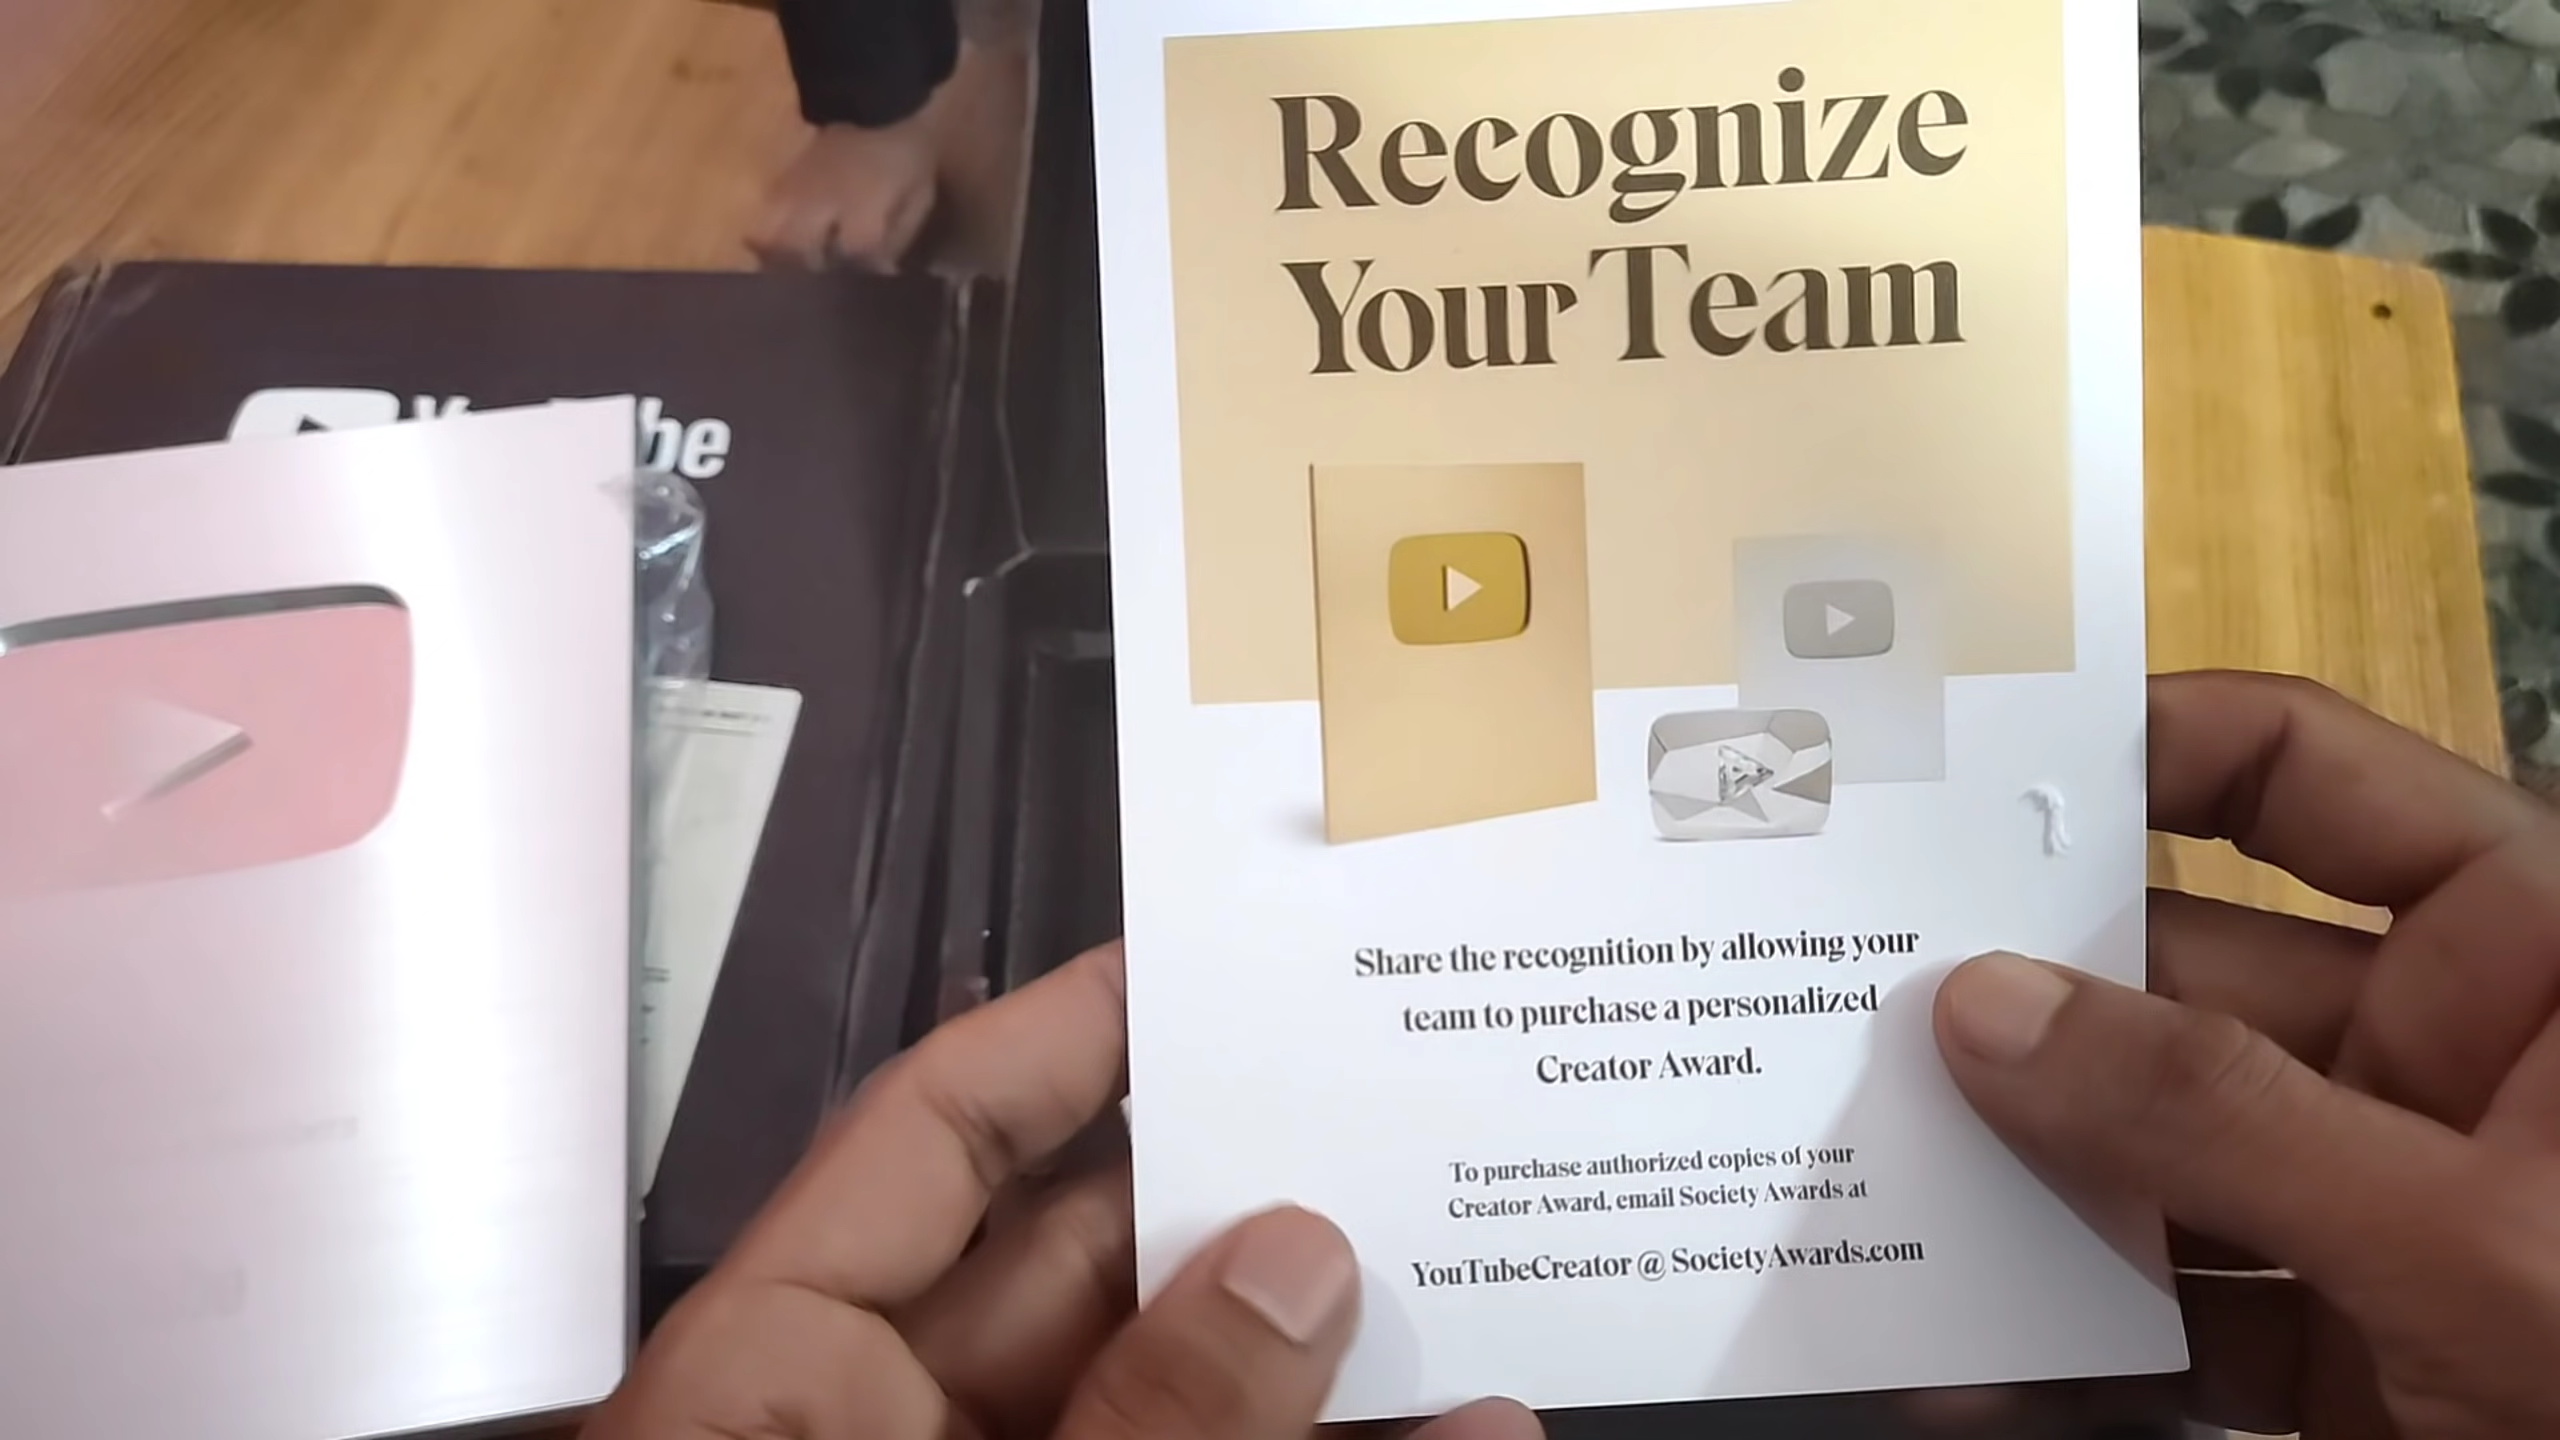 Recognize
Your Team
Share the recognition by allowing your
team to purchase a personalized
Creator Award.
To purchase authorized copies of your
Creator Award, email Society Awards at
YouTubeCreator @ SocietyAwards.com